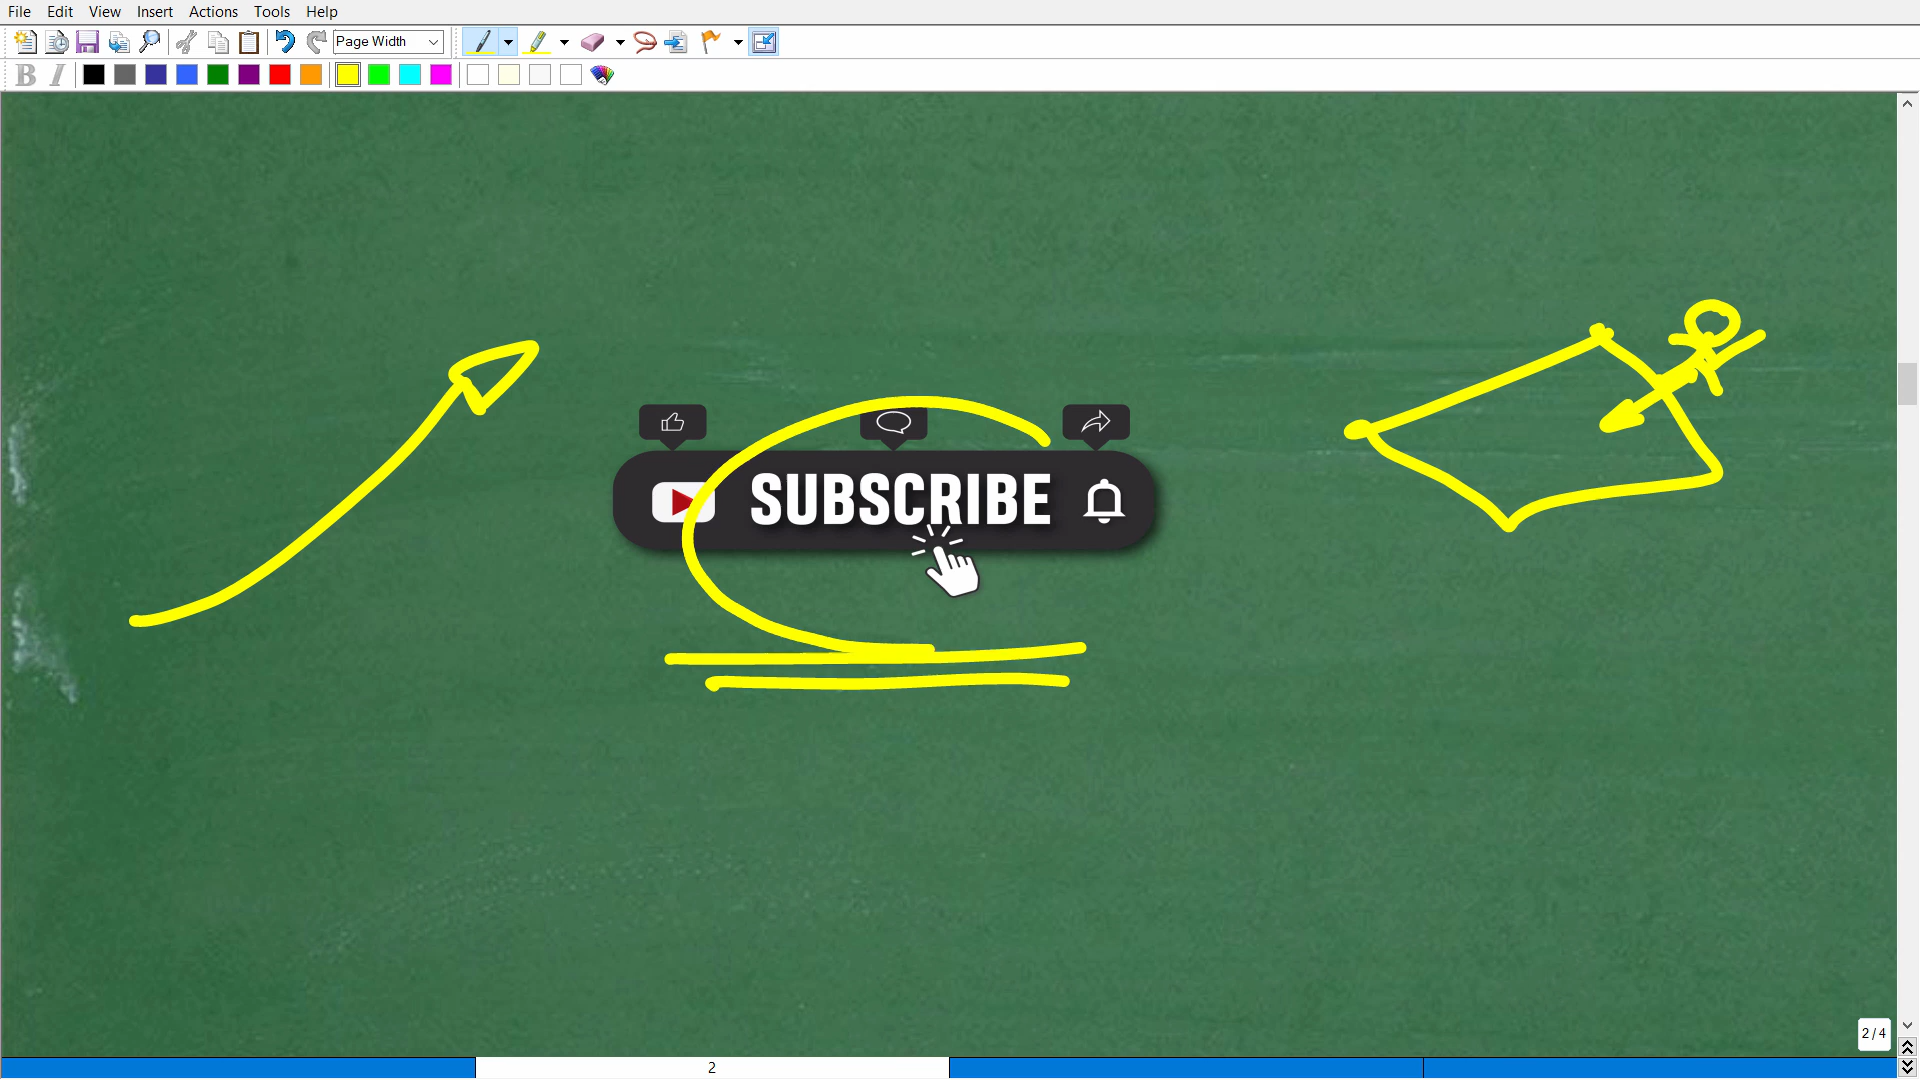 File Edit View Insert Actions Tools Help
Page Width
B I
SUBSCRIBE
2 / 4
2